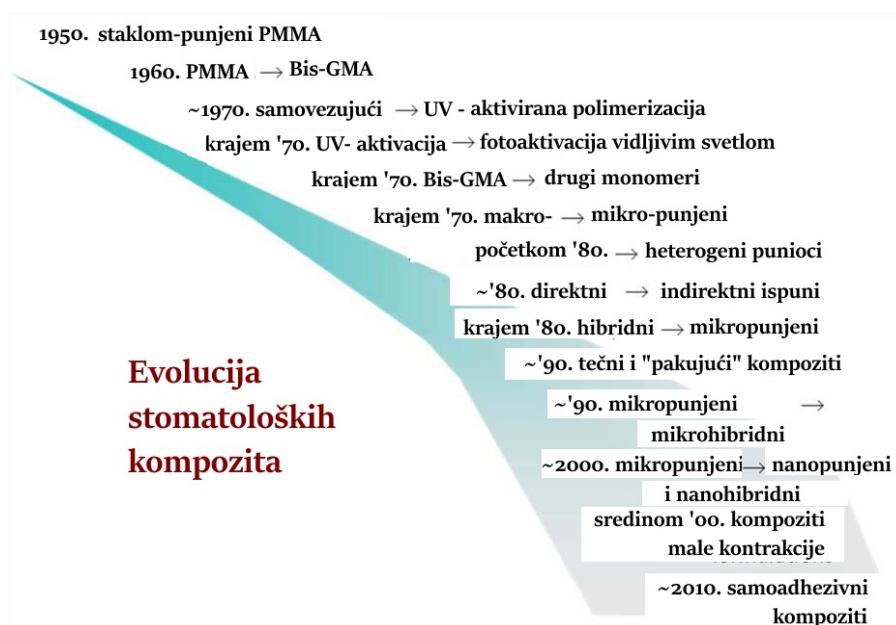 1950. staklom-punjeni PMMA
1960. PMMA → Bis-GMA
~1970. samovezujući → UV - aktivirana polimerizacija
krajem '70. UV- aktivacija → fotoaktivacija vidljivim svetlom
krajem '70. Bis-GMA → drugi monomeri
krajem '70. makro- → mikro-punjeni
početkom '80. → heterogeni punioci
~'80. direktni → indirektni ispuni
krajem '80. hibridni → mikropunjeni
~'90. tečni i "pakujući" kompoziti
~'90. mikropunjeni →
mikrohibridni
~2000. mikropunjeni → nanopunjeni
i nanohibridni
sredinom '00. kompoziti
male kontrakcije
~2010. samoadhezivni
kompoziti
Evolucija
stomatoloških
kompozita